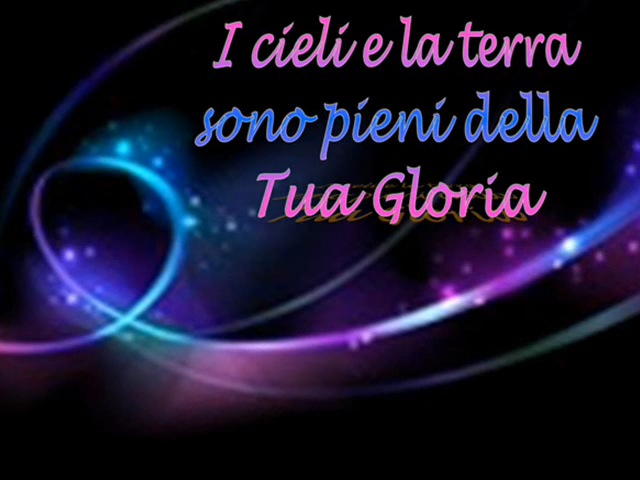 I cieli e la terra
sono pieni della
Tua Gloria